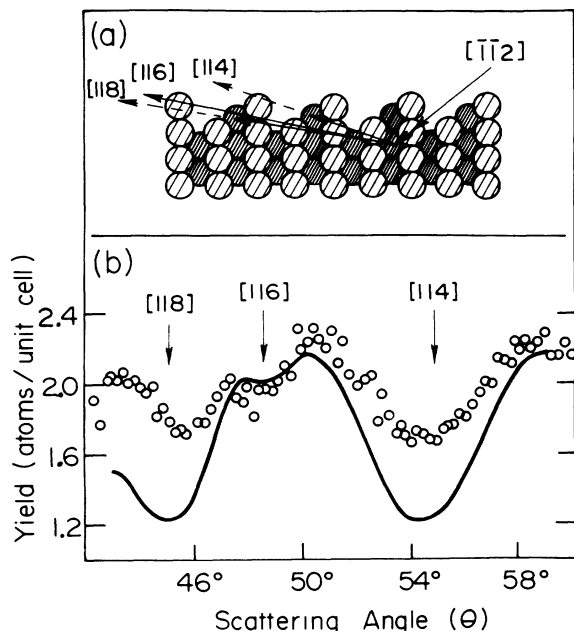 (a)
[1̄1̄2]
[114]
[116]
[118]
(b)
[118] [116] [114]
2.4
2.0
1.6
1.2
Yield (atoms/unit cell)
46° 50° 54° 58°
Scattering Angle (Θ)